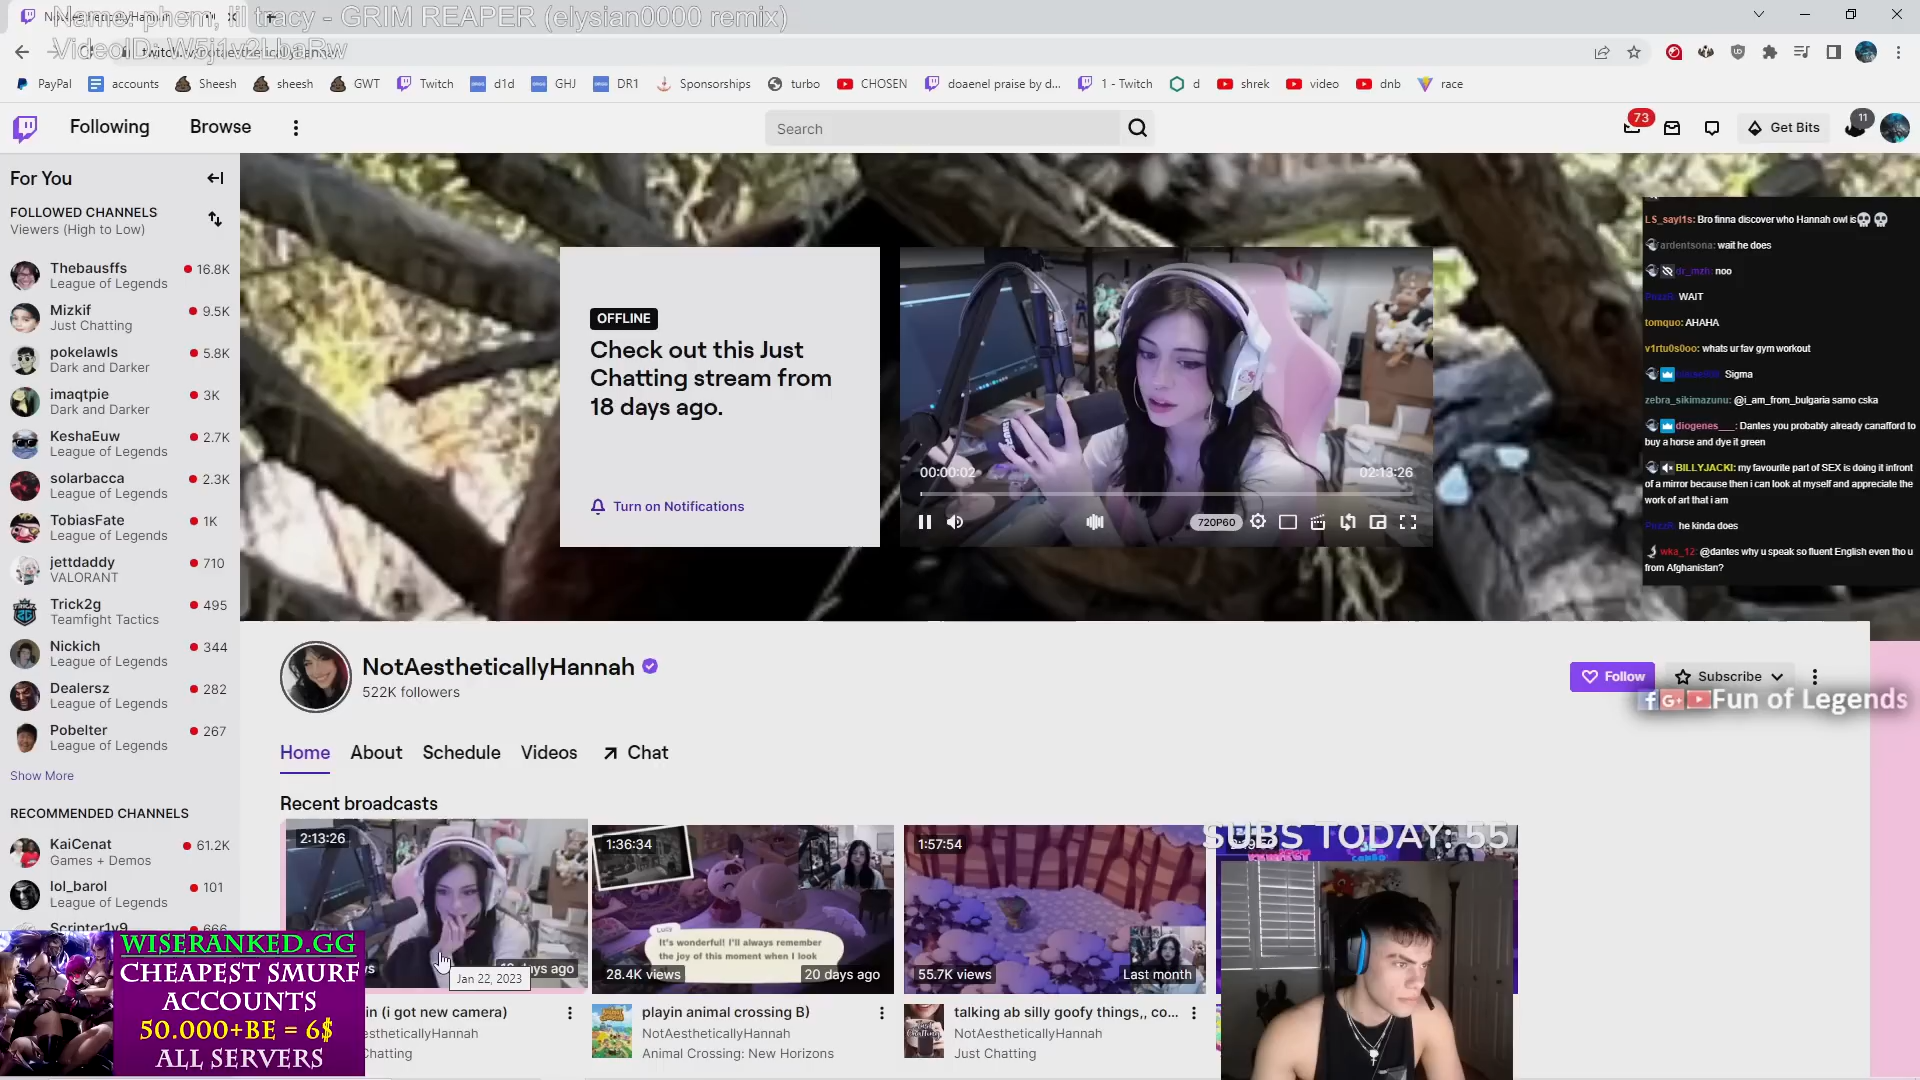 Name: phem, lil tracy - GRIM REAPER (elysian0000 remix)
VideoID: W5j1v2LbaRw
PayPal
accounts
Sheesh
sheesh
GWT
Twitch
d1d
GHJ
DR1
Sponsorships
turbo
CHOSEN
doaenel praise by d...
1 - Twitch
d
shrek
video
dnb
race
Following
Browse
Search
73
Get Bits
11
For You
FOLLOWED CHANNELS
Viewers (High to Low)
Thebausffs
16.8K
League of Legends
Mizkif
9.5K
Just Chatting
pokelawls
5.8K
Dark and Darker
imaqtpie
3K
Dark and Darker
KeshaEuw
2.7K
League of Legends
solarbacca
2.3K
League of Legends
TobiasFate
1K
League of Legends
jettdaddy
710
VALORANT
Trick2g
495
Teamfight Tactics
Nickich
344
League of Legends
Dealersz
282
League of Legends
Pobelter
267
League of Legends
Show More
RECOMMENDED CHANNELS
KaiCenat
61.2K
Games + Demos
lol_barol
101
League of Legends
Scripter1v9
666
WISERANKED.GG
CHEAPEST SMURF
ACCOUNTS
50.000+BE = 6$
ALL SERVERS
OFFLINE
Check out this Just
Chatting stream from
18 days ago.
Turn on Notifications
00:00:02
02:13:26
720P60
LS_sayl1s: Bro finna discover who Hannah owl is
ardentsona: wait he does
dr_mzh: noo
PuzzR: WAIT
tomquo: AHAHA
v1rtu0s0oo: whats ur fav gym workout
Sigma
zebra_sikimazunu: @i_am_from_bulgaria samo cska
diogenes___: Dantes you probably already canafford to
buy a horse and dye it green
BILLYJACKI: my favourite part of SEX is doing it infront
of a mirror because then i can look at myself and appreciate the
work of art that i am
PuzzR: he kinda does
wka_12: @dantes why u speak so fluent English even tho u
from Afghanistan?
NotAestheticallyHannah
522K followers
Follow
Subscribe
Fun of Legends
Home
About
Schedule
Videos
Chat
Recent broadcasts
SUBS TODAY: 55
2:13:26
days ago
Jan 22, 2023
in (i got new camera)
estheticallyHannah
Chatting
1:36:34
It's wonderful! I'll always remember
the joy of this moment when I look
28.4K views
20 days ago
playin animal crossing B)
NotAestheticallyHannah
Animal Crossing: New Horizons
1:57:54
55.7K views
Last month
talking ab silly goofy things,, co...
NotAestheticallyHannah
Just Chatting